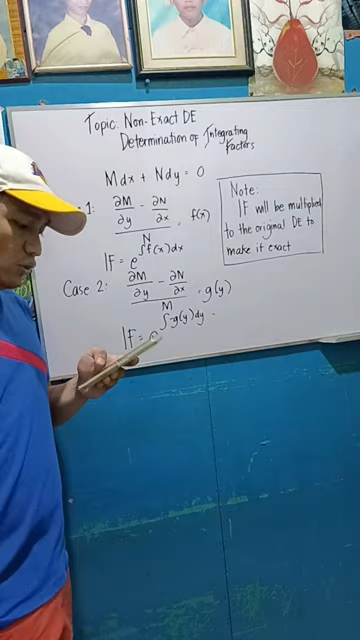 Topic: Non-Exact DE
Determination of Integrating
Factors
Mdx + Ndy = 0
1: (∂M/∂y - ∂N/∂x)/N = f(x)
IF = e^∫f(x)dx
Case 2: (∂M/∂y - ∂N/∂x)/M = g(y)
IF = e^∫-g(y)dy
Note:
IF will be multiplied
to the original DE to
make it exact